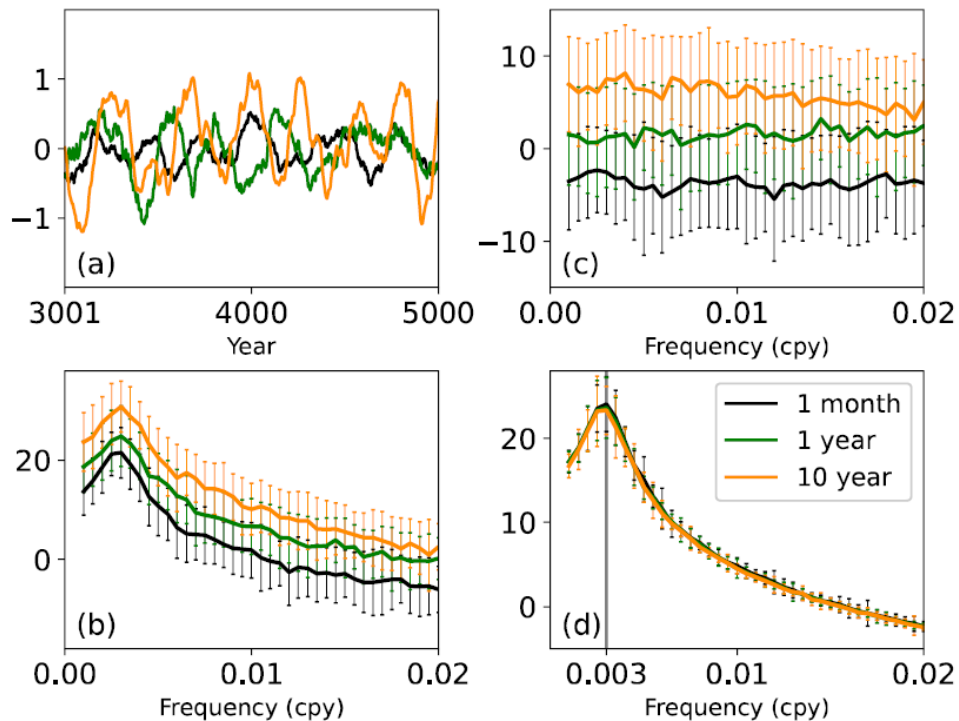 1
0
−1
(a)
3001
4000
5000
Year
10
0
−10
(c)
0.00
0.01
0.02
Frequency (cpy)
20
0
(b)
0.00
0.01
0.02
Frequency (cpy)
20
10
0
1 month
1 year
10 year
(d)
0.003
0.01
0.02
Frequency (cpy)